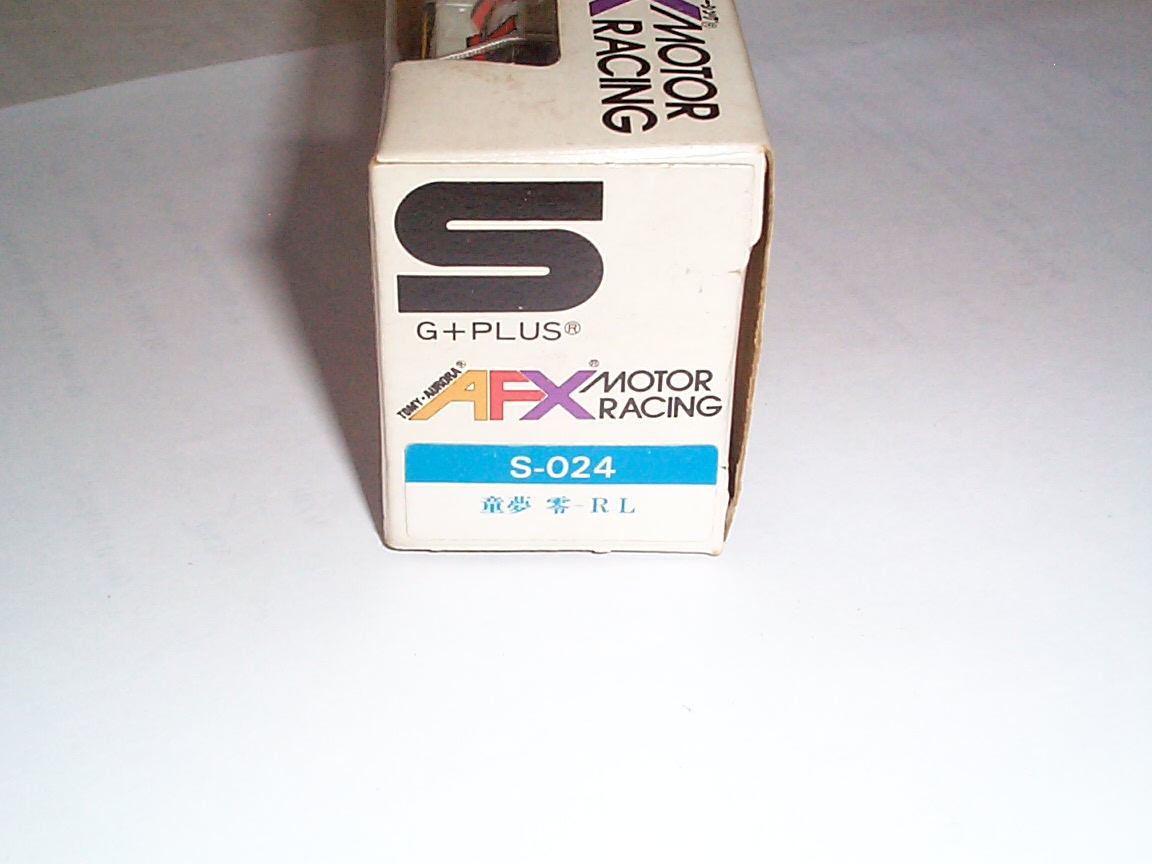 MOTOR
RACING
S
G+PLUS®
TOMY・AURORA® AFX® MOTOR
RACING
S-024
童夢 零-RL